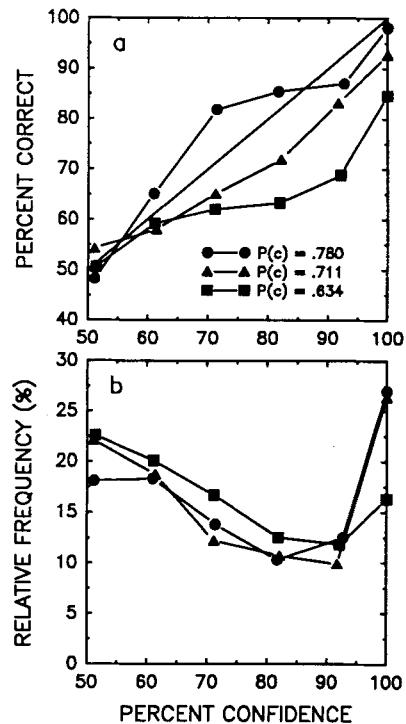 a
100
90
80
70
60
50
40
PERCENT CORRECT
P(c) = .780
P(c) = .711
P(c) = .634
50 60 70 80 90 100
b
30
25
20
15
10
5
0
RELATIVE FREQUENCY (%)
50 60 70 80 90 100
PERCENT CONFIDENCE